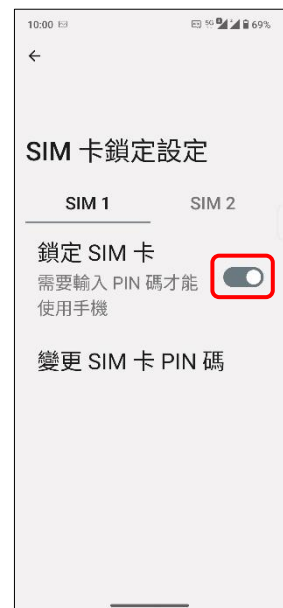 10:00 5G 69%
SIM 卡鎖定設定
SIM 1 SIM 2
鎖定 SIM 卡
需要輸入 PIN 碼才能
使用手機
變更 SIM 卡 PIN 碼